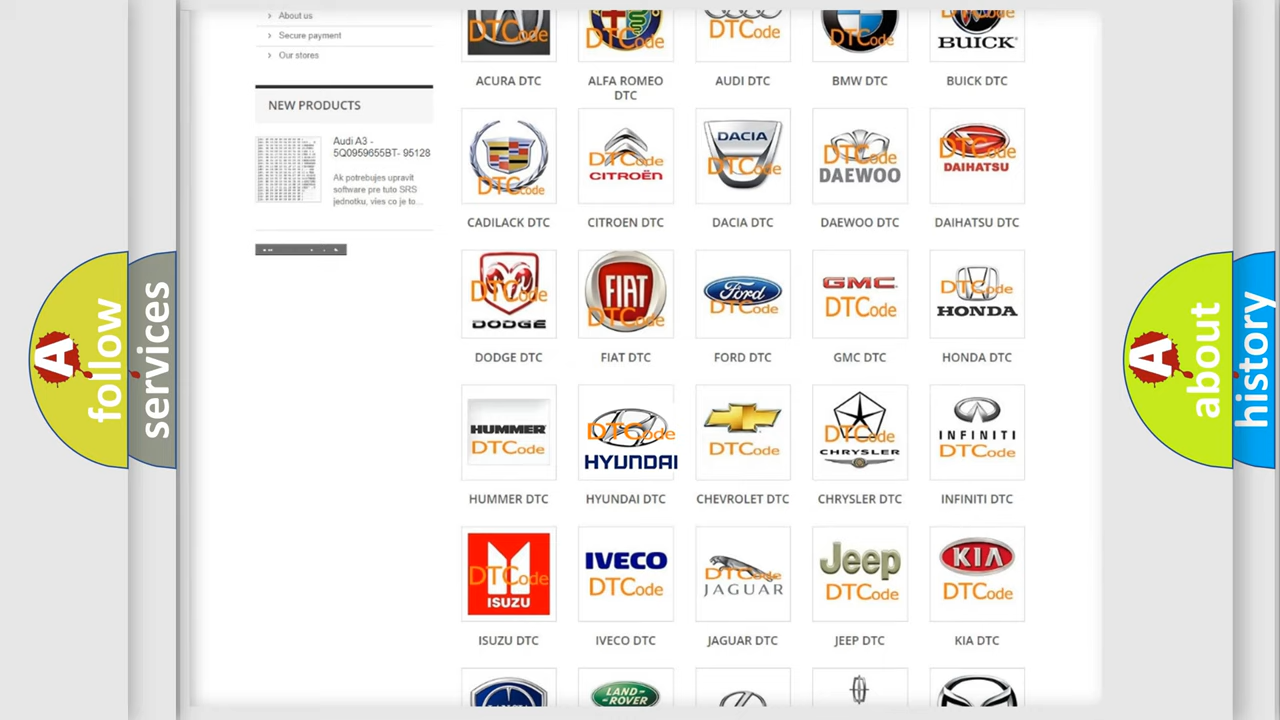 About us
Secure payment
Our stores
NEW PRODUCTS
Audi A3 -
5Q0959655BT- 95128
Ak potrebujes upravit
software pre tuto SRS
jednotku, vies co je to...
DTCode
DTCode
DTCode
DTCode
BUICK
ACURA DTC
ALFA ROMEO
DTC
AUDI DTC
BMW DTC
BUICK DTC
DTCode
DTCode
CITROËN
DACIA
DTCode
DTCode
DAEWOO
DTCode
DAIHATSU
CADILACK DTC
CITROEN DTC
DACIA DTC
DAEWOO DTC
DAIHATSU DTC
DTCode
DODGE
FIAT
DTCode
Ford
DTCode
GMC
DTCode
DTCode
HONDA
DODGE DTC
FIAT DTC
FORD DTC
GMC DTC
HONDA DTC
HUMMER
DTCode
DTCode
HYUNDAI
DTCode
DTCode
CHRYSLER
INFINITI
DTCode
HUMMER DTC
HYUNDAI DTC
CHEVROLET DTC
CHRYSLER DTC
INFINITI DTC
DTCode
ISUZU
IVECO
DTCode
DTCode
JAGUAR
Jeep
DTCode
KIA
DTCode
ISUZU DTC
IVECO DTC
JAGUAR DTC
JEEP DTC
KIA DTC
LAND-
ROVER
A
follow
services
A
about
history